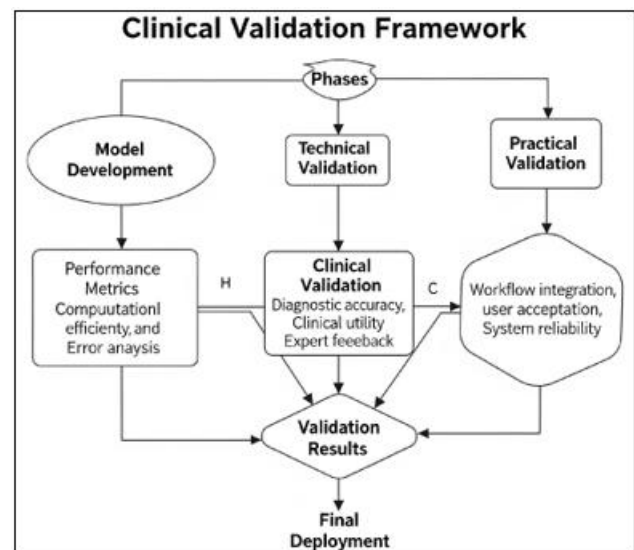 Clinical Validation Framework
Phases
Model
Development
Technical
Validation
Practical
Validation
Performance
Metrics
Compuutationl
efficienty, and
Error anaysis
H
Clinical
Validation
Diagnostic accuracy,
Clinical utility
Expert feeeback
C
Workflow integration,
user acceptation,
System reliability
Validation
Results
Final
Deployment